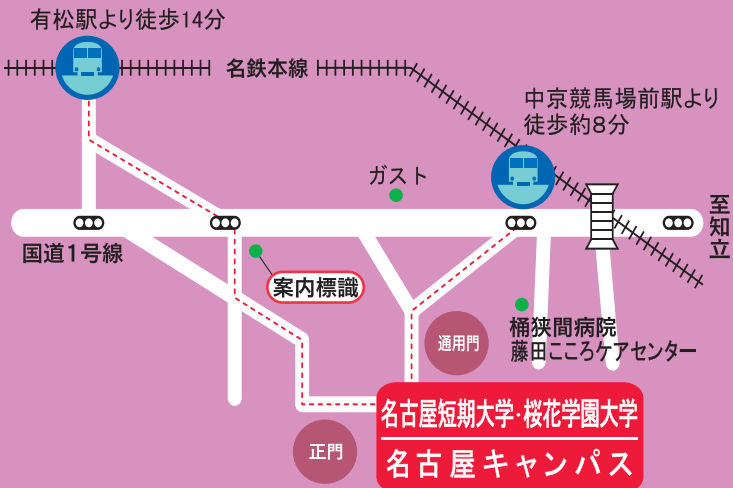 有松駅より徒歩14分
名鉄本線
中京競馬場前駅より
徒歩約8分
ガスト
至知立
国道1号線
案内標識
桶狭間病院
藤田こころケアセンター
通用門
名古屋短期大学・桜花学園大学
名古屋キャンパス
正門